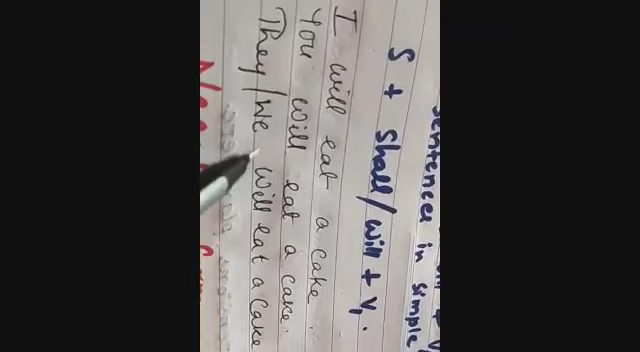 sentences in simple
S + shall/will + V1.
I will eat a cake.
You will eat a cake.
They/We will eat a cake